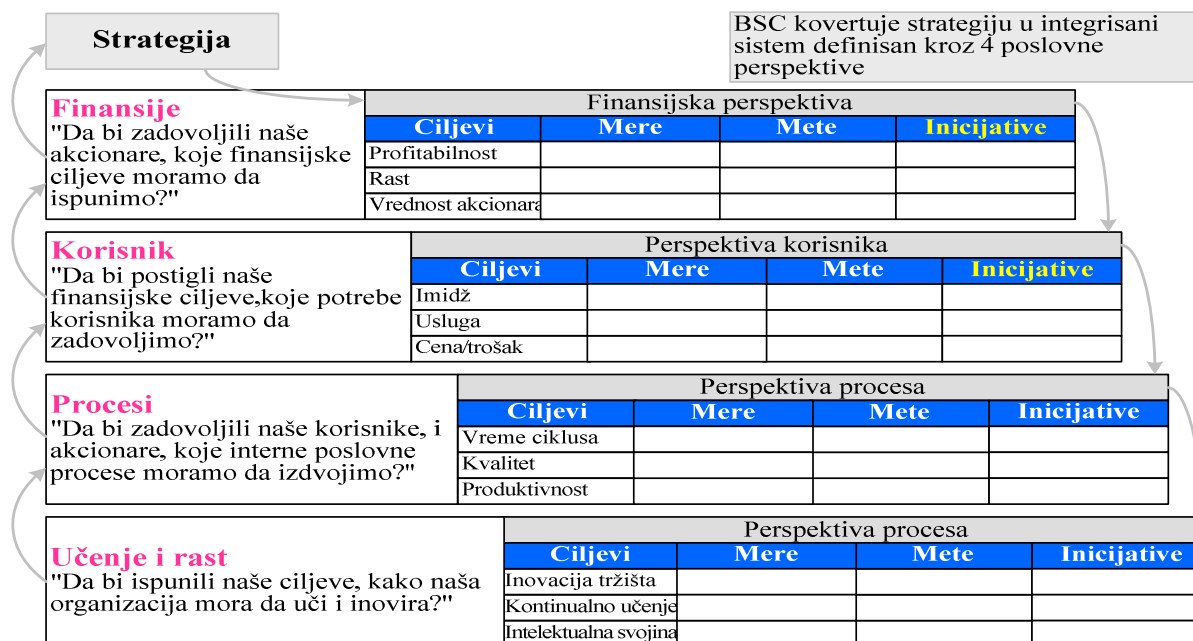 Strategija
BSC kovertuje strategiju u integrisani
sistem definisan kroz 4 poslovne
perspektive
Finansije
"Da bi zadovoljili naše
akcionare, koje finansijske
ciljeve moramo da
ispunimo?"
Finansijska perspektiva
Ciljevi Mere Mete Inicijative
Profitabilnost
Rast
Vrednost akcionara
Korisnik
"Da bi postigli naše
finansijske ciljeve,koje potrebe
korisnika moramo da
zadovoljimo?"
Perspektiva korisnika
Ciljevi Mere Mete Inicijative
Imidž
Usluga
Cena/trošak
Procesi
"Da bi zadovoljili naše korisnike, i
akcionare, koje interne poslovne
procese moramo da izdvojimo?"
Perspektiva procesa
Ciljevi Mere Mete Inicijative
Vreme ciklusa
Kvalitet
Produktivnost
Učenje i rast
"Da bi ispunili naše ciljeve, kako naša
organizacija mora da uči i inovira?"
Perspektiva procesa
Ciljevi Mere Mete Inicijative
Inovacija tržišta
Kontinualno učenje
Intelektualna svojina